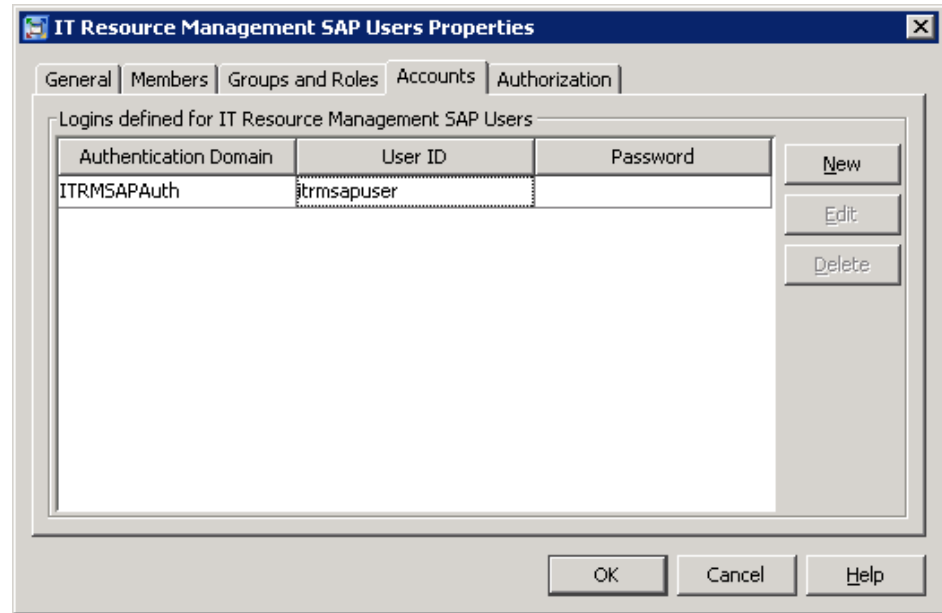 IT Resource Management SAP Users Properties
General Members Groups and Roles Accounts Authorization
Logins defined for IT Resource Management SAP Users
Authentication Domain User ID Password
ITRMSAPAuth itrmsapuser
New
Edit
Delete
OK Cancel Help